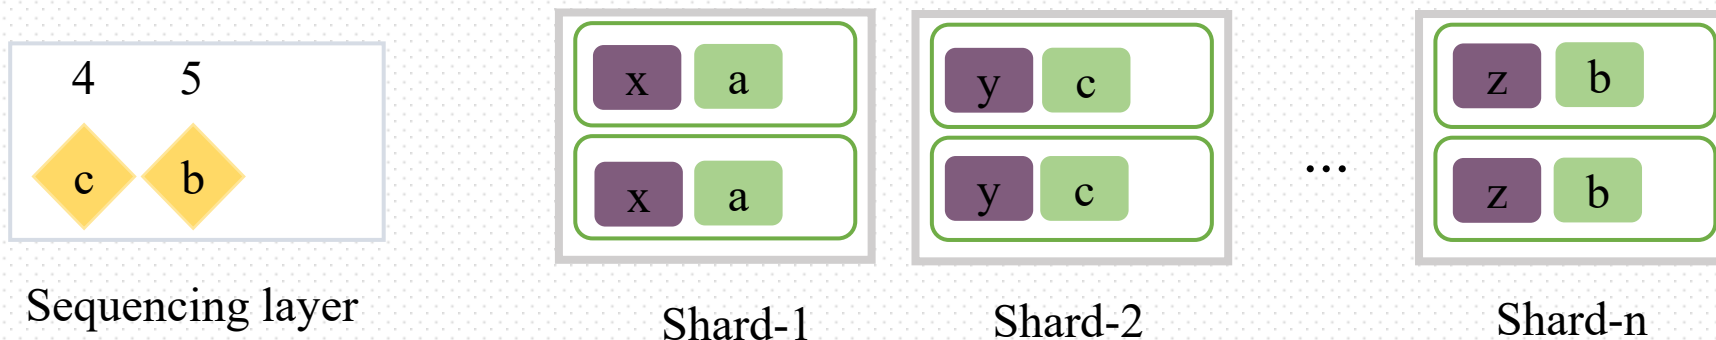 4 5
c b
Sequencing layer
x a
x a
Shard-1
y c
y c
Shard-2
...
z b
z b
Shard-n